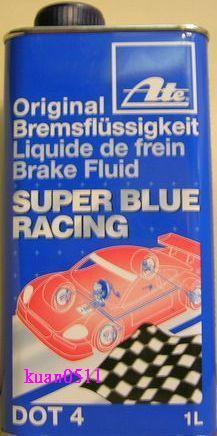 Ate
Original
Bremsflüssigkeit
Liquide de frein
Brake Fluid
SUPER BLUE
RACING
kuan0511
DOT 4
1L